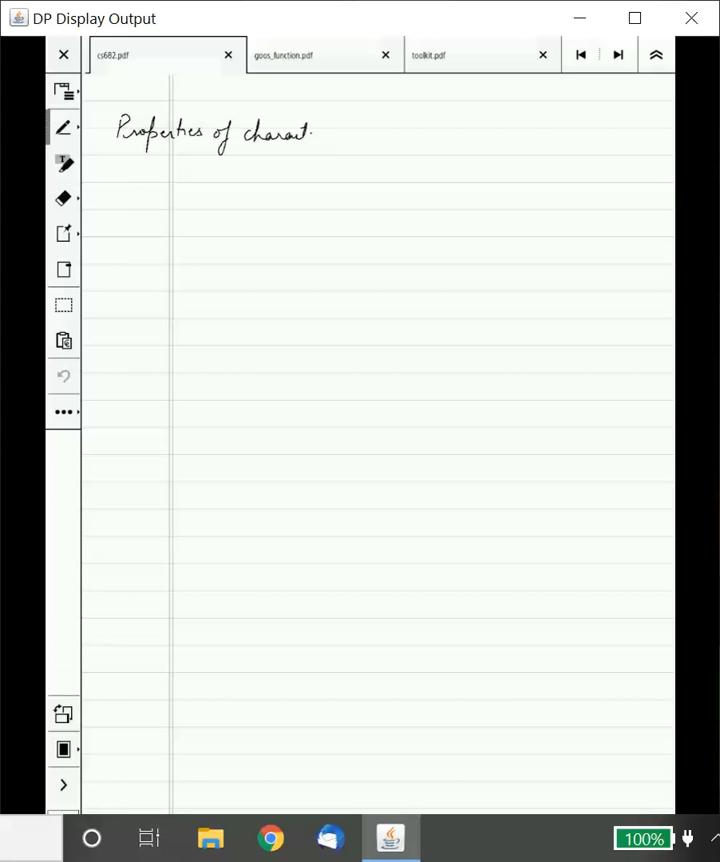 DP Display Output
cs682.pdf goos_function.pdf toolkit.pdf
Properties of charact.
100%